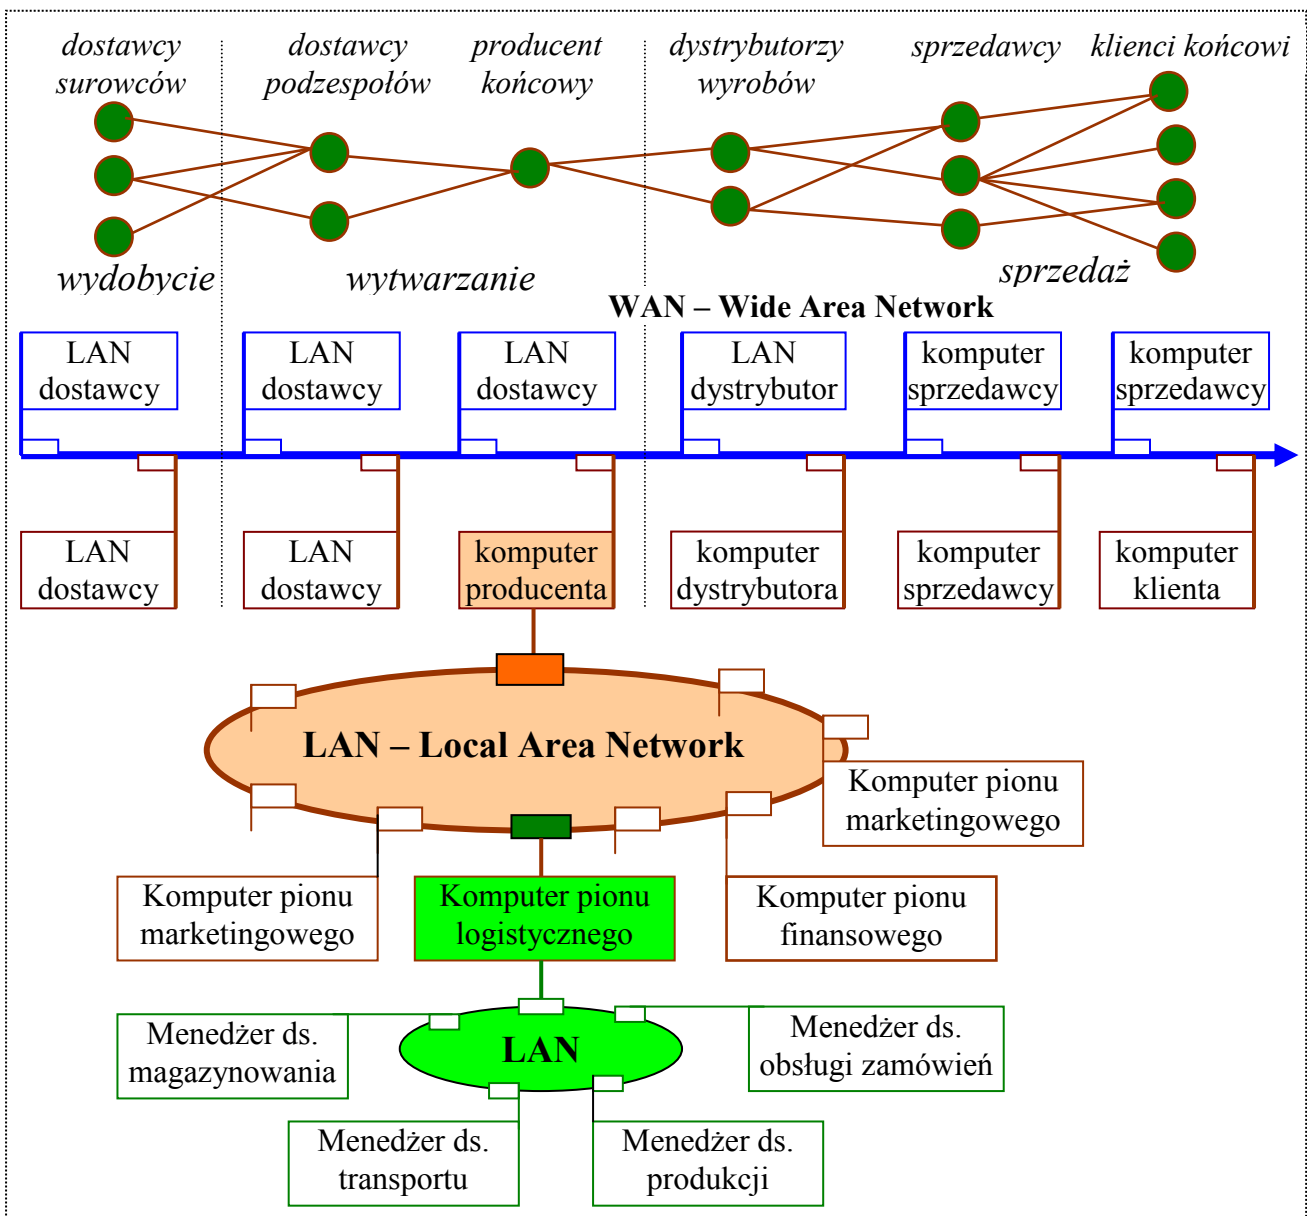 dostawcy
surowców
dostawcy
podzespołów
producent
końcowy
dystrybutorzy
wyrobów
sprzedawcy
klienci końcowi
wydobycie
wytwarzanie
sprzedaż
WAN – Wide Area Network
LAN
dostawcy
LAN
dostawcy
LAN
dostawcy
LAN
dystrybutor
komputer
sprzedawcy
komputer
sprzedawcy
LAN
dostawcy
LAN
dostawcy
komputer
producenta
komputer
dystrybutora
komputer
sprzedawcy
komputer
klienta
LAN – Local Area Network
Komputer pionu
marketingowego
Komputer pionu
marketingowego
Komputer pionu
logistycznego
Komputer pionu
finansowego
Menedżer ds.
magazynowania
LAN
Menedżer ds.
obsługi zamówień
Menedżer ds.
transportu
Menedżer ds.
produkcji